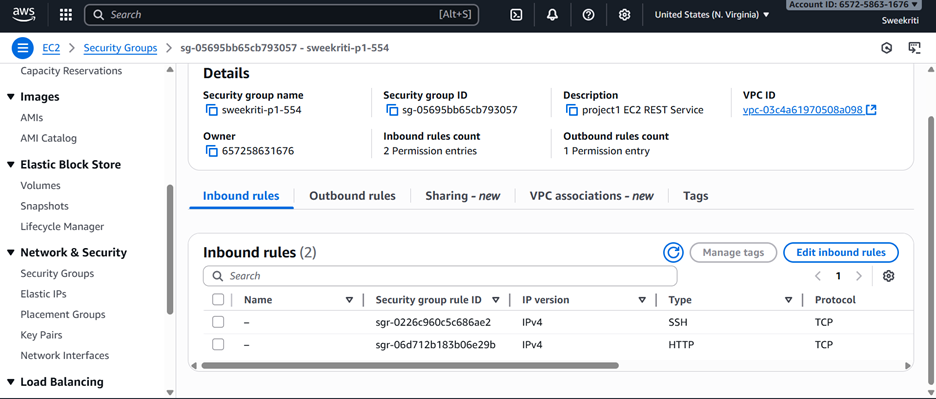 aws
Search
[Alt+S]
United States (N. Virginia)
Account ID: 6572-5863-1676
Sweekriti
EC2 > Security Groups > sg-05695bb65cb793057 - sweekriti-p1-554
Capacity Reservations
Images
AMIs
AMI Catalog
Elastic Block Store
Volumes
Snapshots
Lifecycle Manager
Network & Security
Security Groups
Elastic IPs
Placement Groups
Key Pairs
Network Interfaces
Load Balancing
Details
Security group name
sweekriti-p1-554
Security group ID
sg-05695bb65cb793057
Description
project1 EC2 REST Service
VPC ID
vpc-03c4a61970508a098
Owner
657258631676
Inbound rules count
2 Permission entries
Outbound rules count
1 Permission entry
Inbound rules
Outbound rules
Sharing - new
VPC associations - new
Tags
Inbound rules (2)
Manage tags
Edit inbound rules
Search
1
Name Security group rule ID IP version Type Protocol
– sgr-0226c960c5c686ae2 IPv4 SSH TCP
– sgr-06d712b183b06e29b IPv4 HTTP TCP